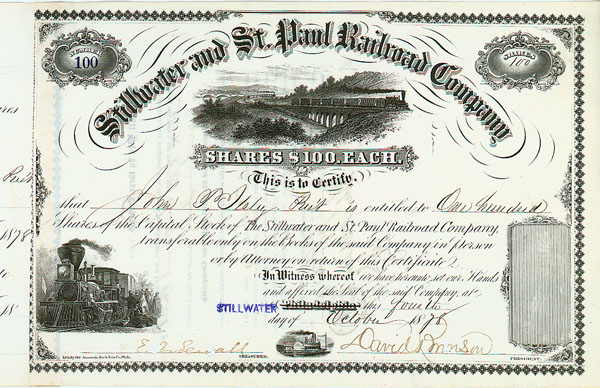 Stillwater and St. Paul Railroad Company,
NUMBER
100
SHARES
100
SHARES $100. EACH.
This is to Certify,
that John P. Ilsley Prest is entitled to One hundred
Shares of the Capital Stock of The Stillwater and St. Paul Railroad Company,
transferable only on the Books of the said Company in person
or by Attorney on return of this Certificate.
In Witness whereof we have hereunto set our Hands
and affixed the Seal of the said Company, at
STILLWATER Philadelphia this fourth
day of October 1878
TREASURER.
David Bronson
PRESIDENT.